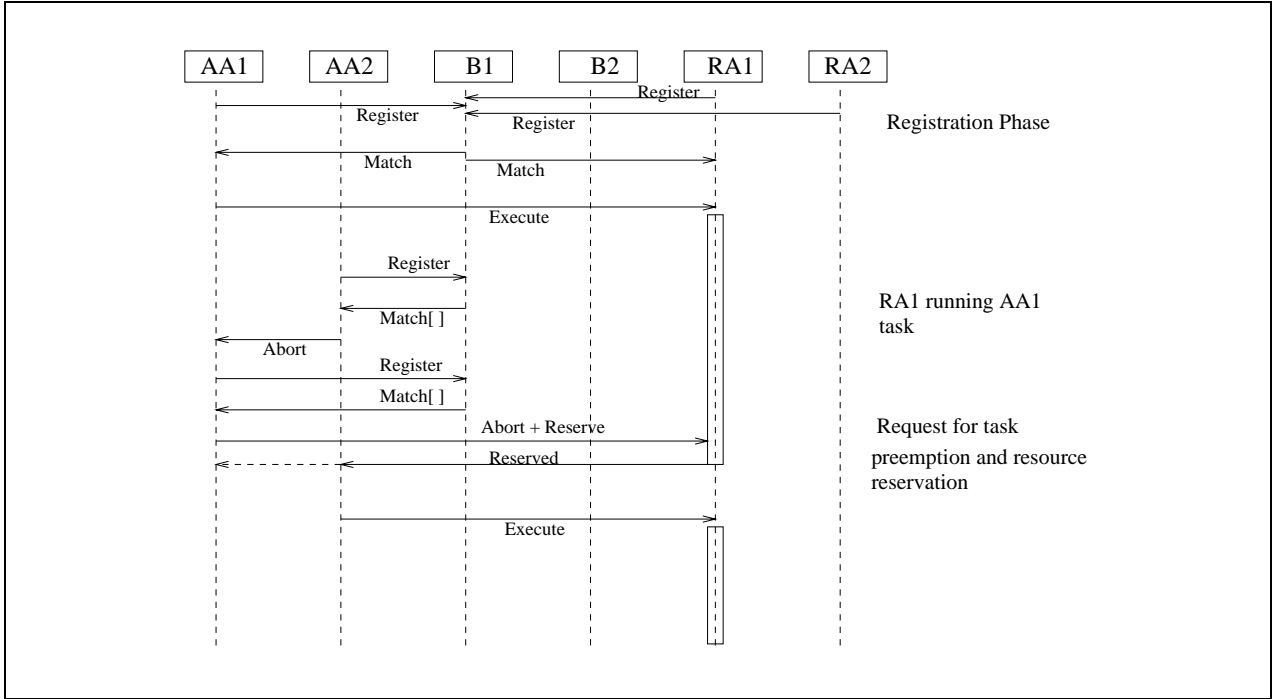 AA1 AA2 B1 B2 RA1 RA2
Register
Register
Register
Registration Phase
Match
Match
Execute
Register
RA1 running AA1
task
Match[ ]
Abort
Register
Match[ ]
Abort + Reserve
Request for task
preemption and resource
reservation
Reserved
Execute